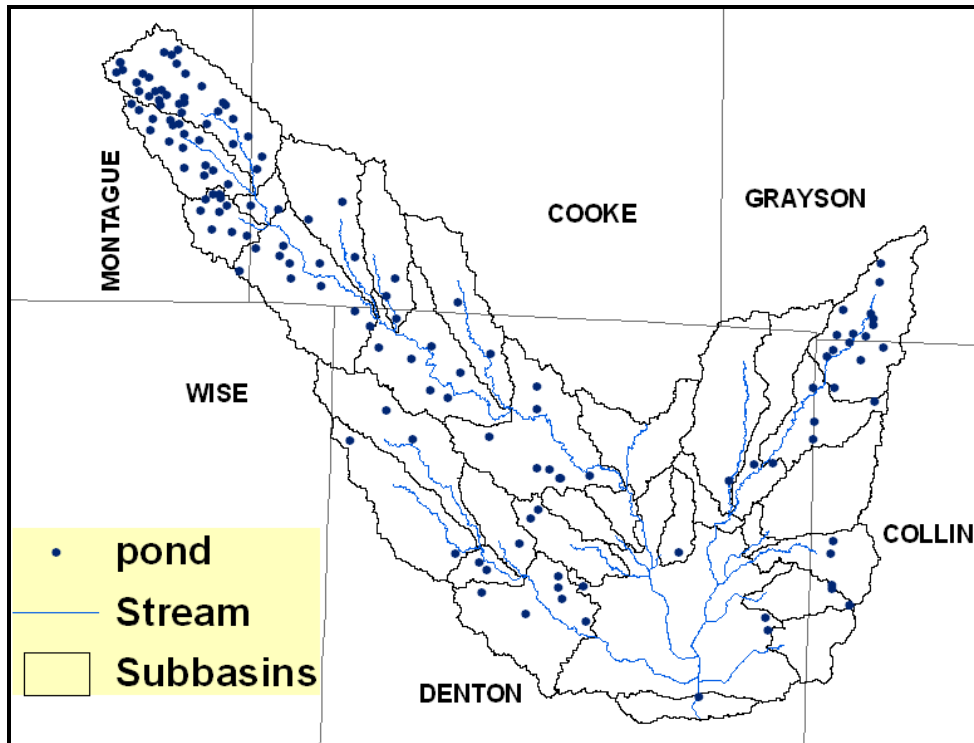 COOKE
GRAYSON
MONTAGUE
WISE
COLLIN
DENTON
pond
Stream
Subbasins